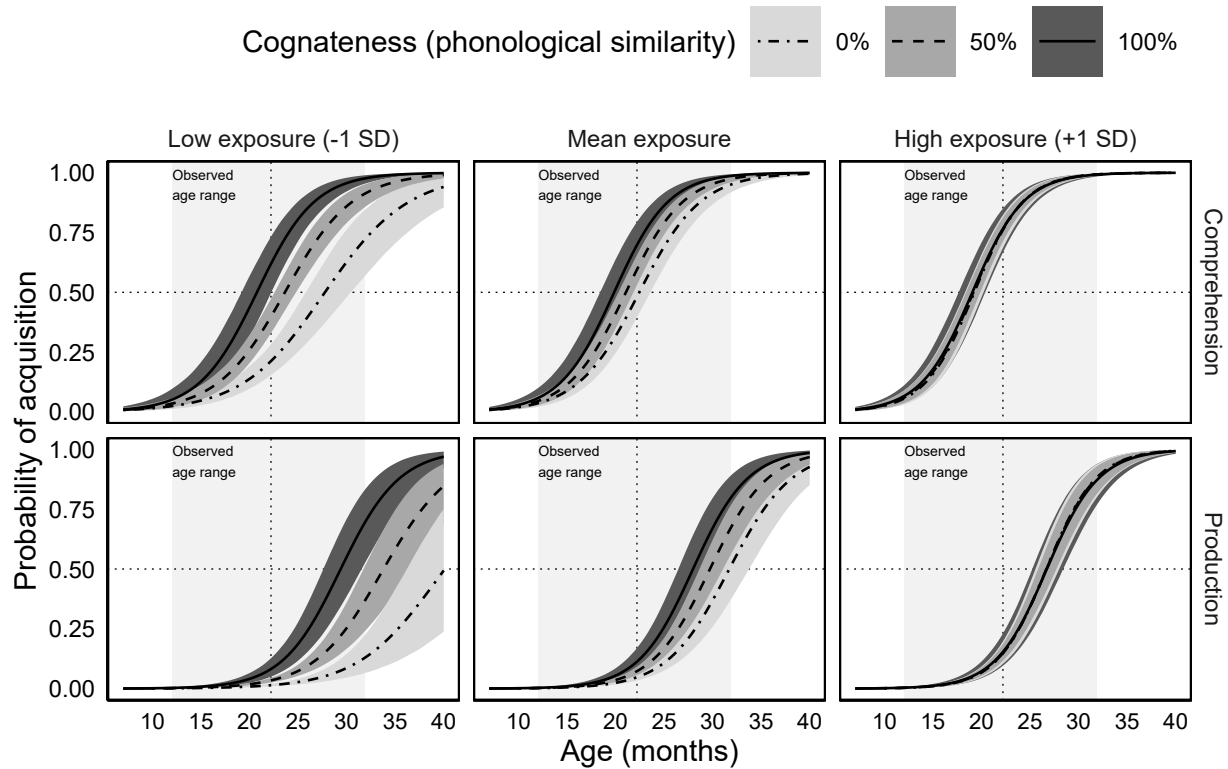 Cognateness (phonological similarity) 0% 50% 100%
Low exposure (-1 SD) Mean exposure High exposure (+1 SD)
Probability of acquisition
1.00
0.75
0.50
0.25
0.00
Observed
age range
Observed
age range
Observed
age range
Comprehension
1.00
0.75
0.50
0.25
0.00
Observed
age range
Observed
age range
Observed
age range
Production
10 15 20 25 30 35 40 10 15 20 25 30 35 40 10 15 20 25 30 35 40
Age (months)